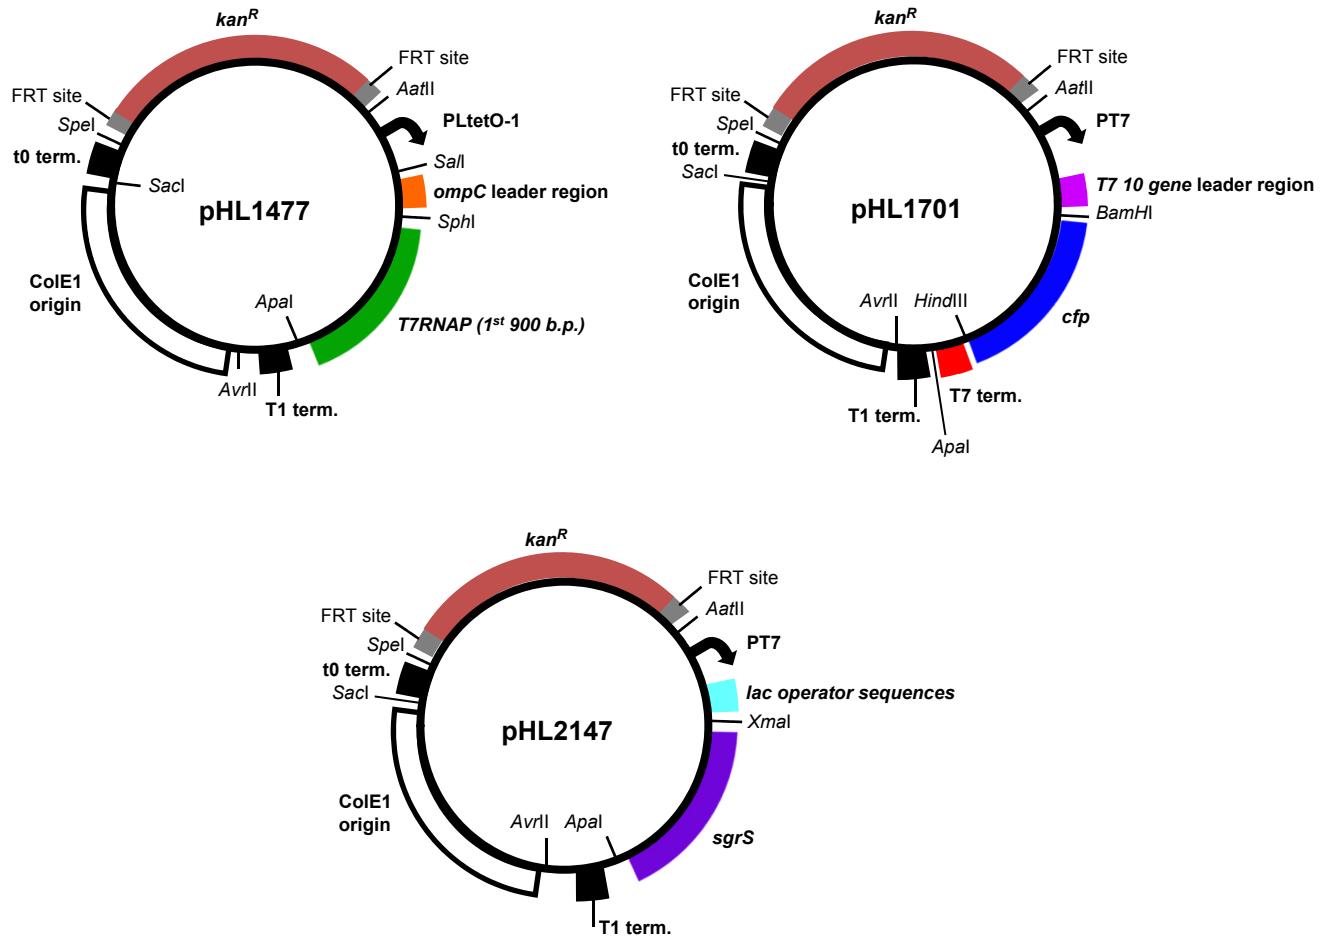 kanR
FRT site
AatII
FRT site
SpeI
PLtetO-1
t0 term.
SalI
SacI
ompC leader region
pHL1477
SphI
ColE1
origin
ApaI
T7RNAP (1st 900 b.p.)
AvrII
T1 term.
kanR
FRT site
AatII
FRT site
SpeI
PT7
t0 term.
SacI
T7 10 gene leader region
pHL1701
BamHI
ColE1
origin
AvrII
HindIII
cfp
T7 term.
T1 term.
ApaI
kanR
FRT site
AatII
FRT site
SpeI
PT7
t0 term.
SacI
lac operator sequences
XmaI
pHL2147
ColE1
origin
AvrII
ApaI
sgrS
T1 term.